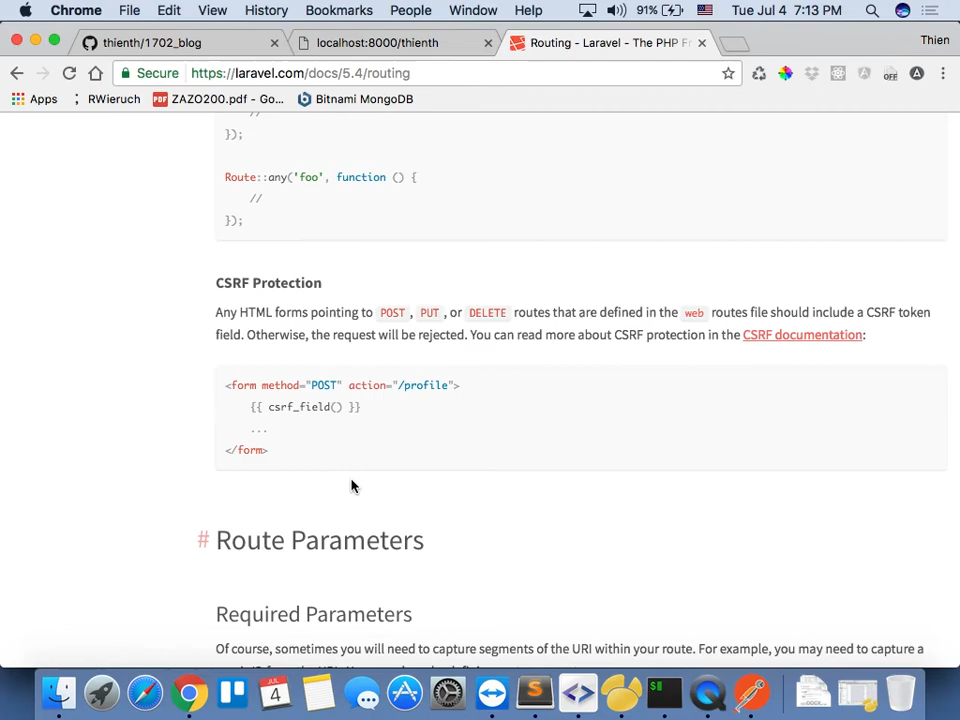 Chrome File Edit View History Bookmarks People Window Help 91% Tue Jul 4 7:13 PM
thienth/1702_blog localhost:8000/thienth Routing - Laravel - The PHP Fr Thien
Secure https://laravel.com/docs/5.4/routing OFF A
Apps RWieruch PDF ZAZO200.pdf - Go... Bitnami MongoDB
//
});
Route::any('foo', function () {
//
});
CSRF Protection
Any HTML forms pointing to POST, PUT, or DELETE routes that are defined in the web routes file should include a CSRF token
field. Otherwise, the request will be rejected. You can read more about CSRF protection in the CSRF documentation:
<form method="POST" action="/profile">
{{ csrf_field() }}
...
</form>
# Route Parameters
Required Parameters
Of course, sometimes you will need to capture segments of the URI within your route. For example, you may need to capture a
JUL
4